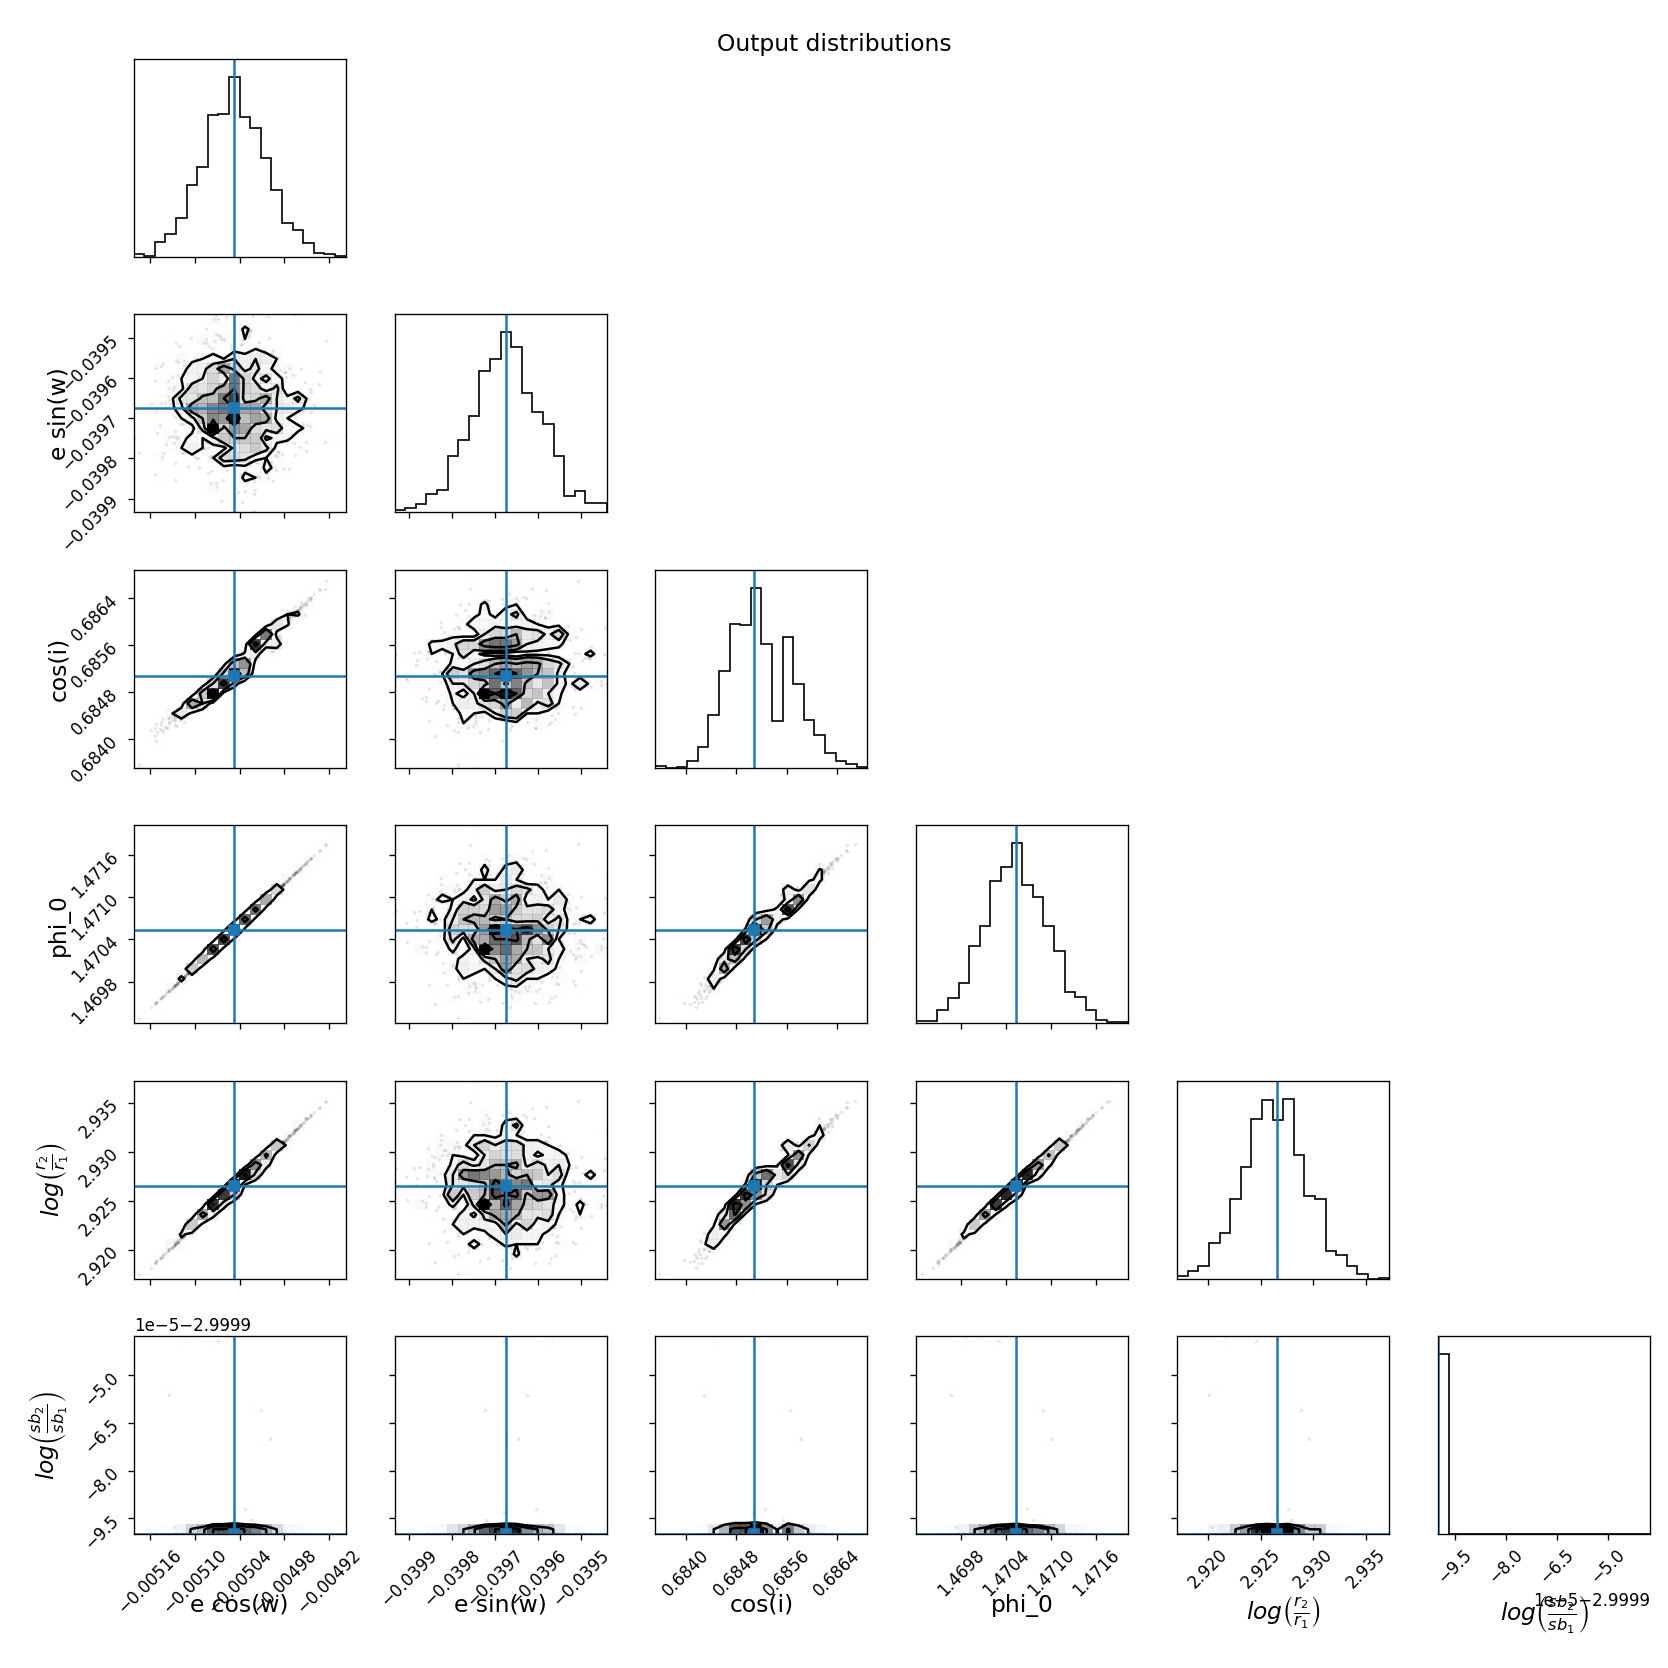 Output distributions
e sin(w)
−0.0395
−0.0396
−0.0397
−0.0398
−0.0399
cos(i)
0.6864
0.6856
0.6848
0.6840
phi_0
1.4716
1.4710
1.4704
1.4698
log(r₂/r₁)
2.935
2.930
2.925
2.920
1e−5−2.9999
log(sb₂/sb₁)
−5.0
−6.5
−8.0
−9.5
−0.00516 −0.00510 −0.00504 −0.00498 −0.00492
−0.0399 −0.0398 −0.0397 −0.0396 −0.0395
0.6840 0.6848 0.6856 0.6864
1.4698 1.4704 1.4710 1.4716
2.920 2.925 2.930 2.935
−9.5 −8.0 −6.5 −5.0
1e−5−2.9999
e cos(w)
e sin(w)
cos(i)
phi_0
log(r₂/r₁)
log(sb₂/sb₁)